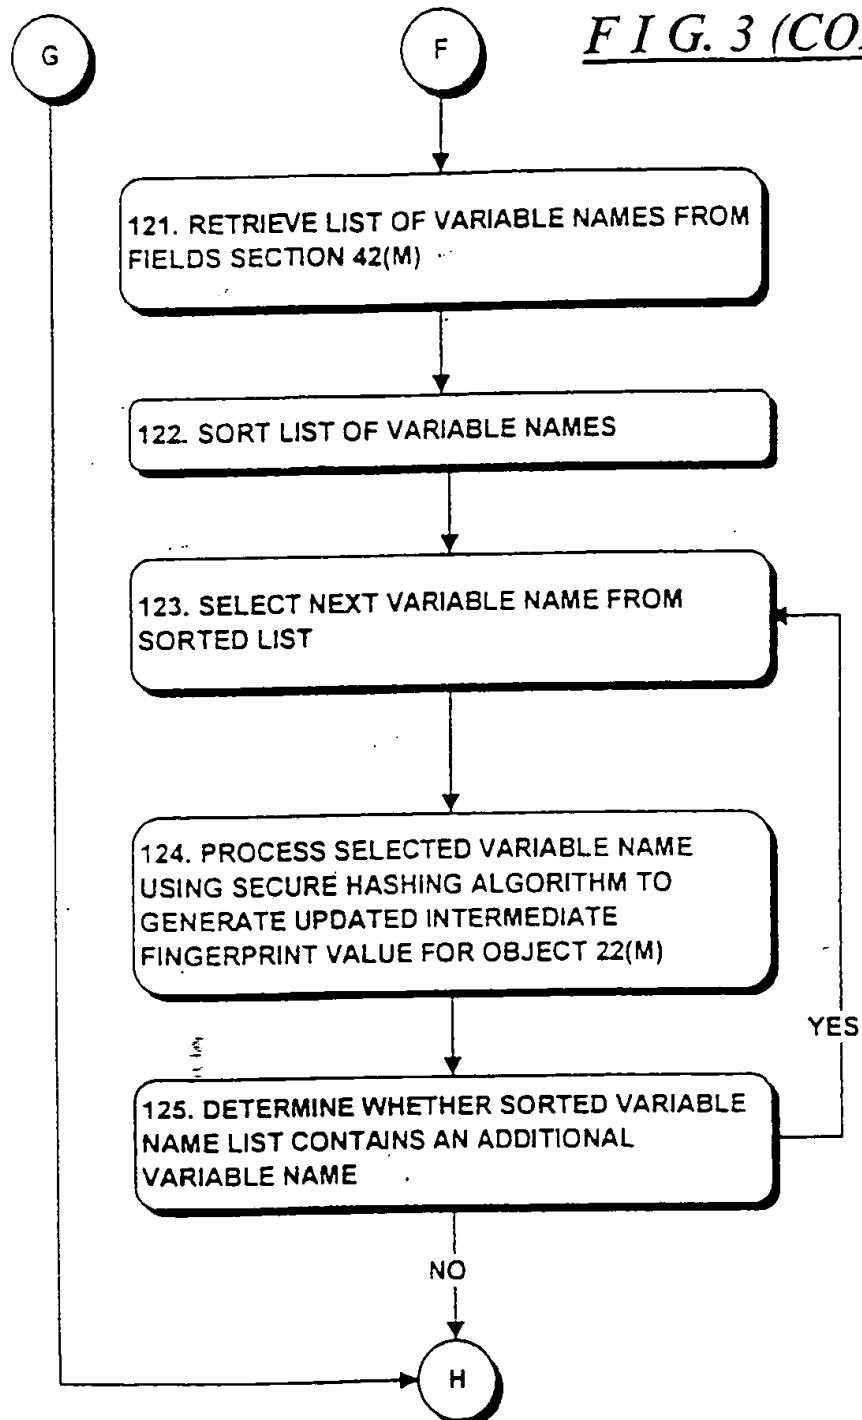 G
F
F I G. 3 (CO
121. RETRIEVE LIST OF VARIABLE NAMES FROM
FIELDS SECTION 42(M)
122. SORT LIST OF VARIABLE NAMES
123. SELECT NEXT VARIABLE NAME FROM
SORTED LIST
124. PROCESS SELECTED VARIABLE NAME
USING SECURE HASHING ALGORITHM TO
GENERATE UPDATED INTERMEDIATE
FINGERPRINT VALUE FOR OBJECT 22(M)
YES
125. DETERMINE WHETHER SORTED VARIABLE
NAME LIST CONTAINS AN ADDITIONAL
VARIABLE NAME
NO
H